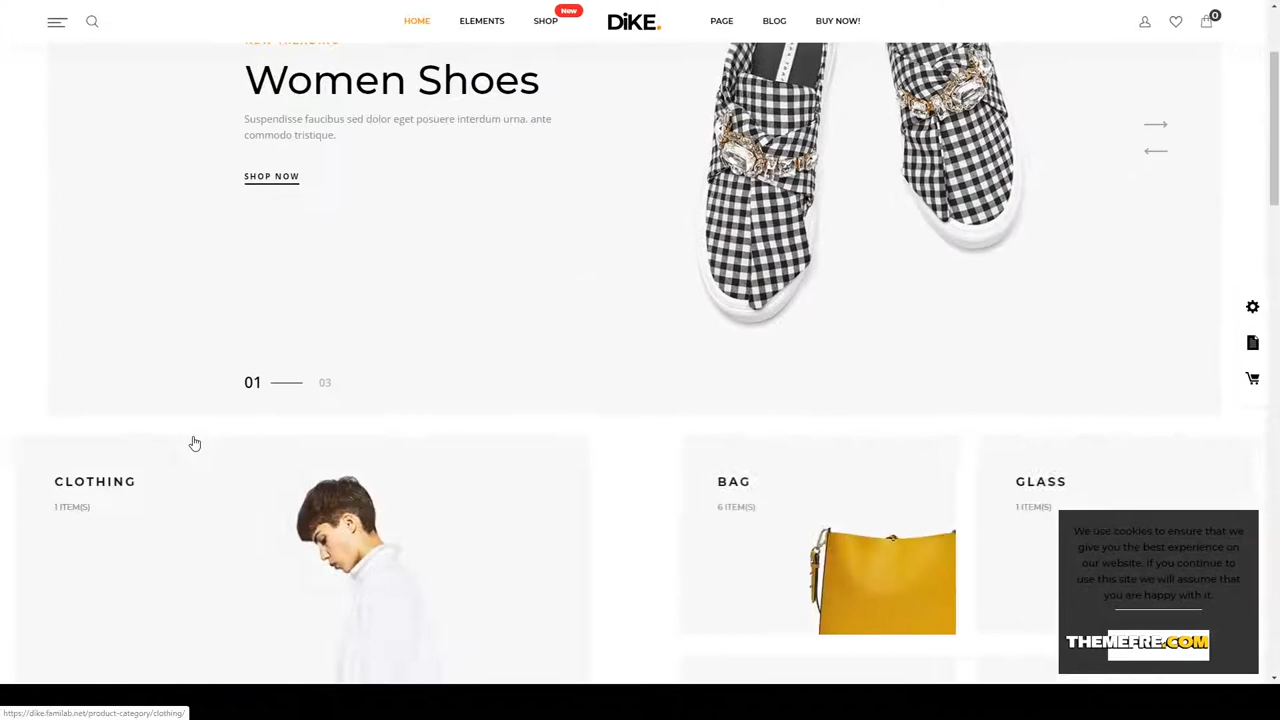 New
HOME ELEMENTS SHOP DiKE. PAGE BLOG BUY NOW! 0
Women Shoes
Suspendisse faucibus sed dolor eget posuere interdum urna. ante
commodo tristique.
SHOP NOW
01 03
CLOTHING
1 ITEM(S)
BAG
6 ITEM(S)
GLASS
1 ITEM(S)
We use cookies to ensure that we
give you the best experience on
our website. If you continue to
use this site we will assume that
you are happy with it.
THEMEFRE.COM
https://dike.familab.net/product-category/clothing/